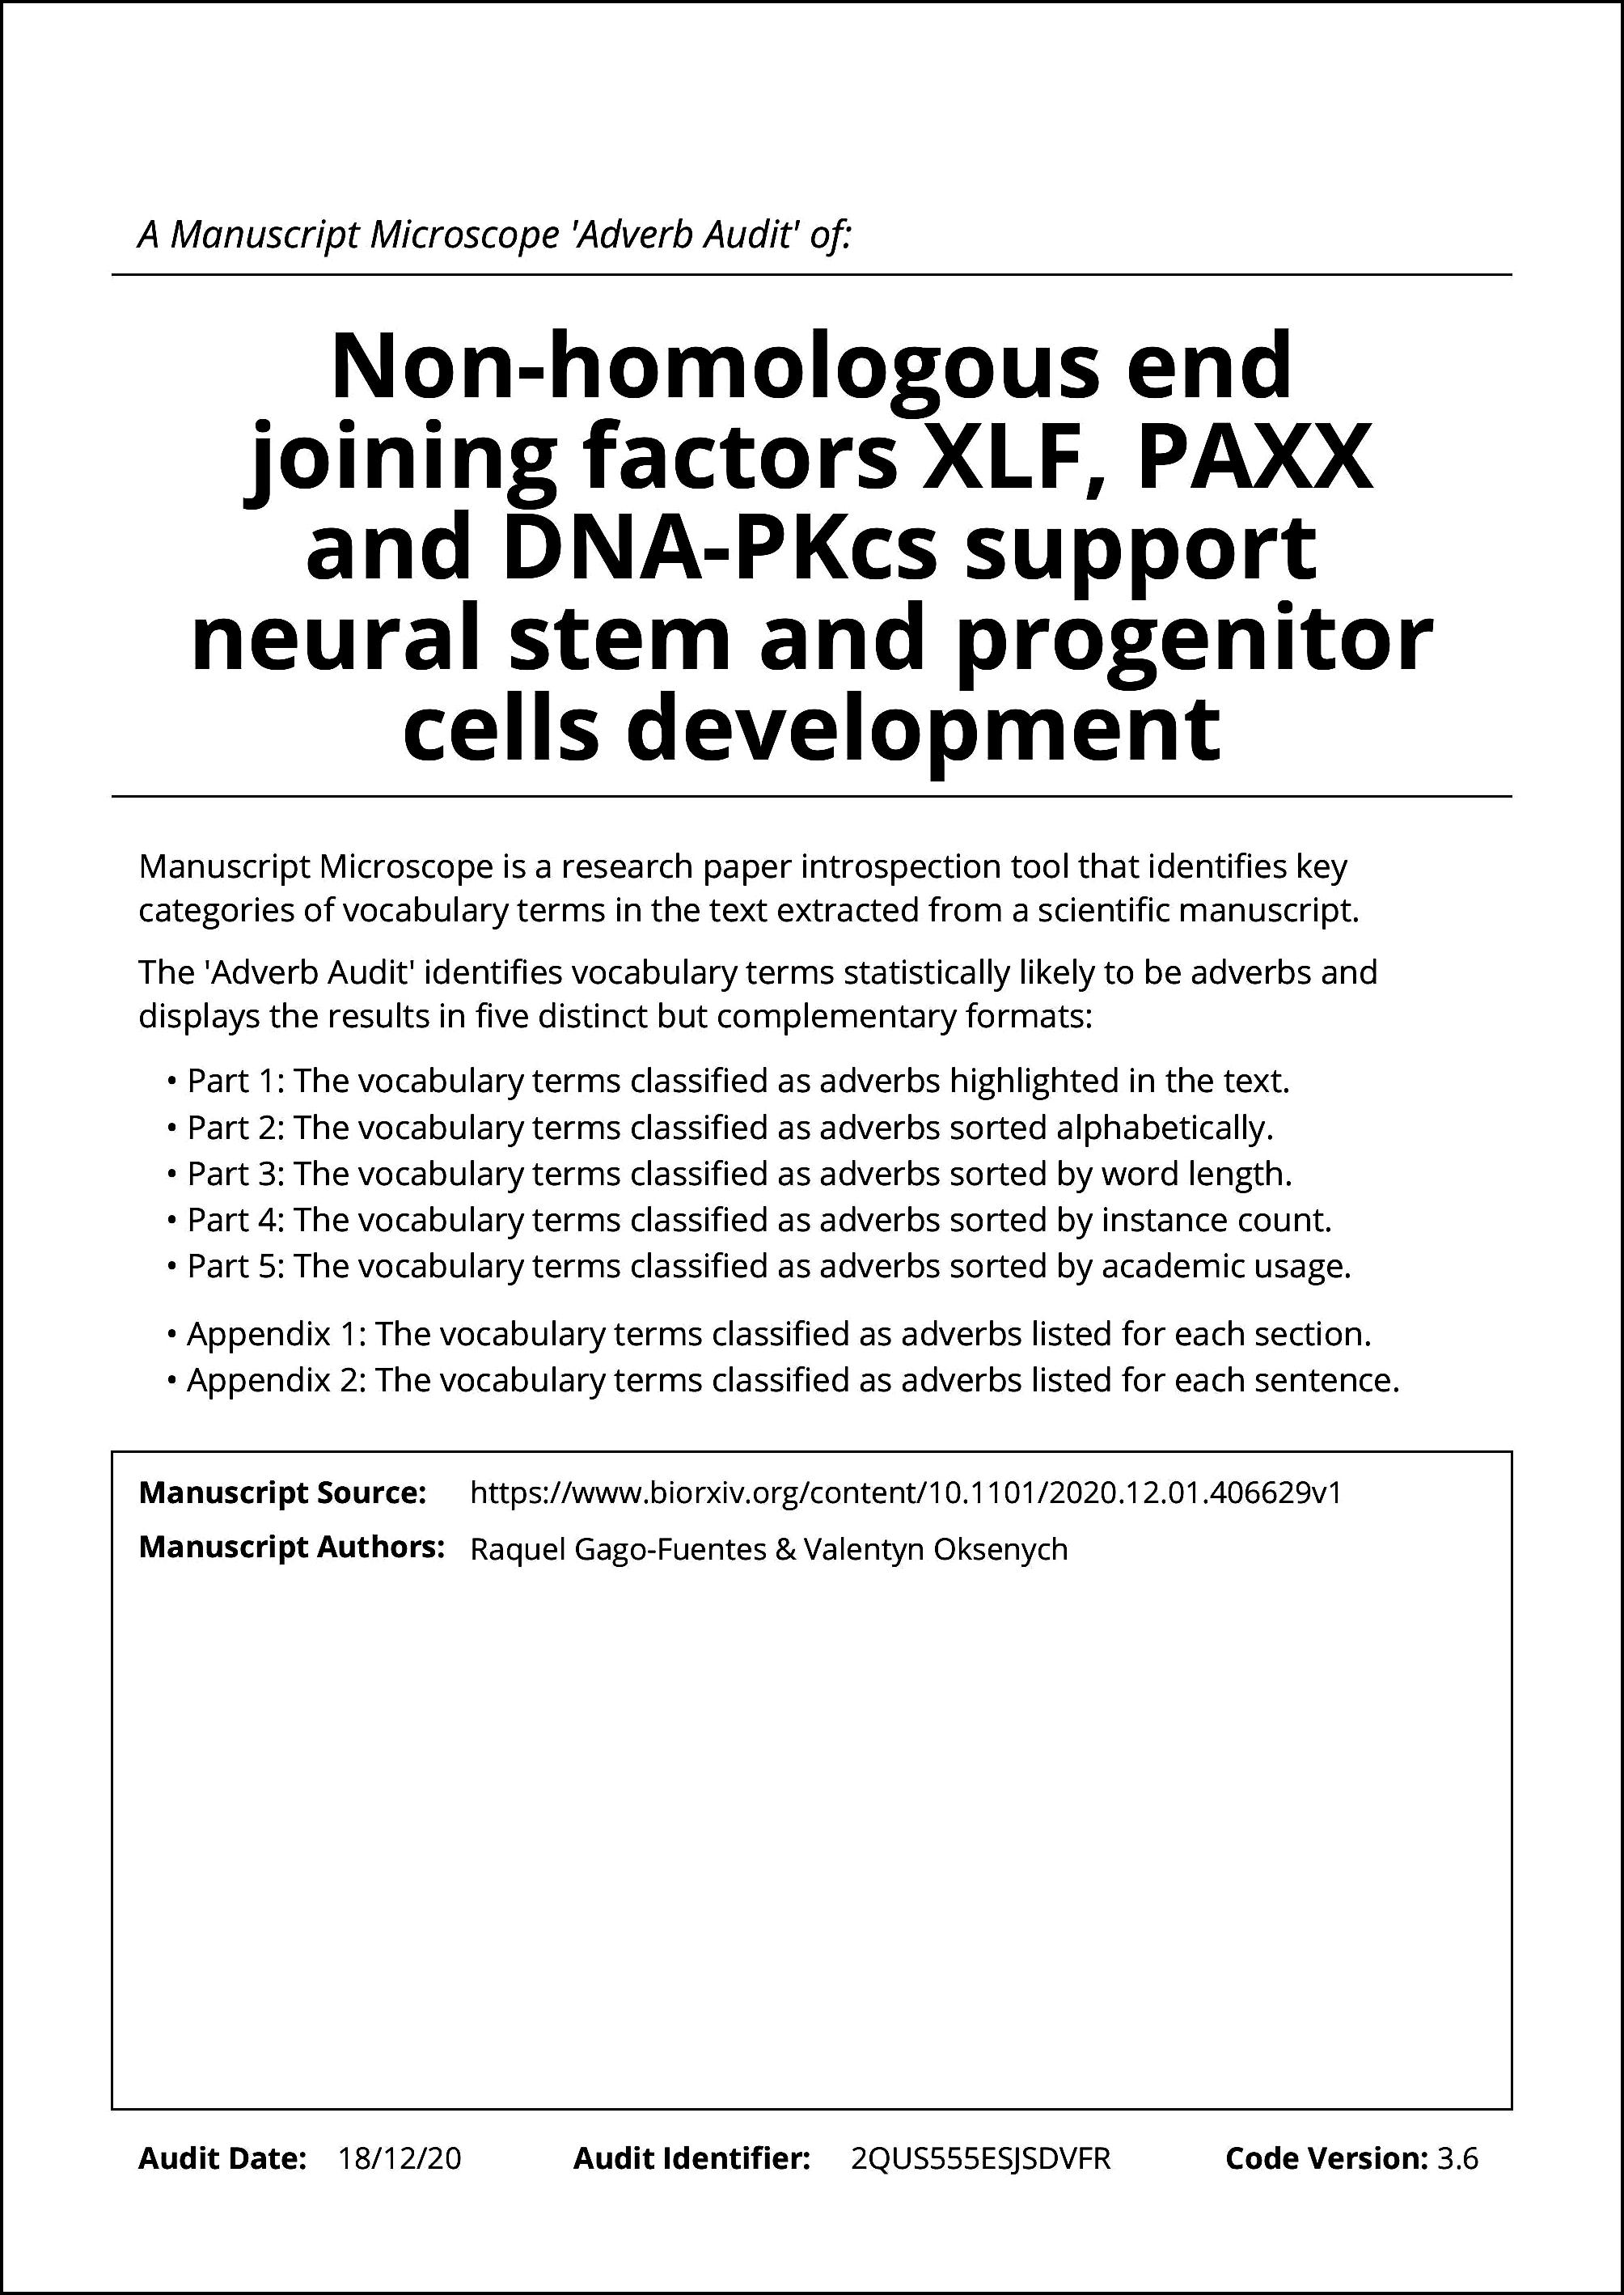 A Manuscript Microscope 'Adverb Audit' of:
Non-homologous end
joining factors XLF, PAXX
and DNA-PKcs support
neural stem and progenitor
cells development
Manuscript Microscope is a research paper introspection tool that identifies key
categories of vocabulary terms in the text extracted from a scientific manuscript.
The 'Adverb Audit' identifies vocabulary terms statistically likely to be adverbs and
displays the results in five distinct but complementary formats:
• Part 1: The vocabulary terms classified as adverbs highlighted in the text.
• Part 2: The vocabulary terms classified as adverbs sorted alphabetically.
• Part 3: The vocabulary terms classified as adverbs sorted by word length.
• Part 4: The vocabulary terms classified as adverbs sorted by instance count.
• Part 5: The vocabulary terms classified as adverbs sorted by academic usage.
• Appendix 1: The vocabulary terms classified as adverbs listed for each section.
• Appendix 2: The vocabulary terms classified as adverbs listed for each sentence.
Manuscript Source: https://www.biorxiv.org/content/10.1101/2020.12.01.406629v1
Manuscript Authors: Raquel Gago-Fuentes & Valentyn Oksenych
Audit Date: 18/12/20 Audit Identifier: 2QUS555ESJSDVFR Code Version: 3.6